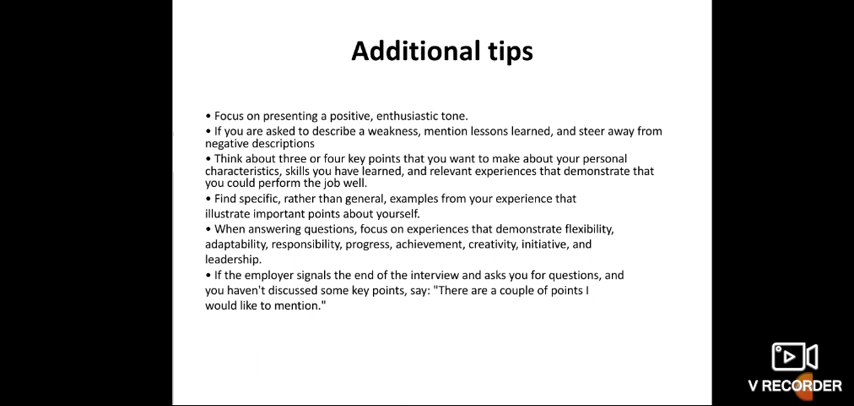 Additional tips
• Focus on presenting a positive, enthusiastic tone.
• If you are asked to describe a weakness, mention lessons learned, and steer away from
negative descriptions
• Think about three or four key points that you want to make about your personal
characteristics, skills you have learned, and relevant experiences that demonstrate that
you could perform the job well.
• Find specific, rather than general, examples from your experience that
illustrate important points about yourself.
• When answering questions, focus on experiences that demonstrate flexibility,
adaptability, responsibility, progress, achievement, creativity, initiative, and
leadership.
• If the employer signals the end of the interview and asks you for questions, and
you haven't discussed some key points, say: "There are a couple of points I
would like to mention."
V RECORDER